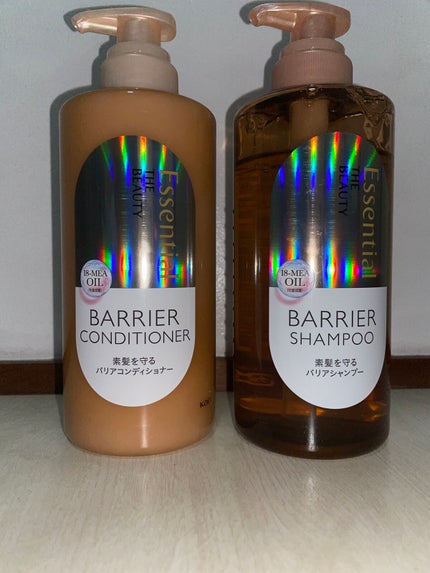 Essential
THE
BEAUTY
18-MEA
OIL
BARRIER
CONDITIONER
素髪を守る
バリアコンディショナー
Essential
THE
BEAUTY
18-MEA
OIL
BARRIER
SHAMPOO
素髪を守る
バリアシャンプー